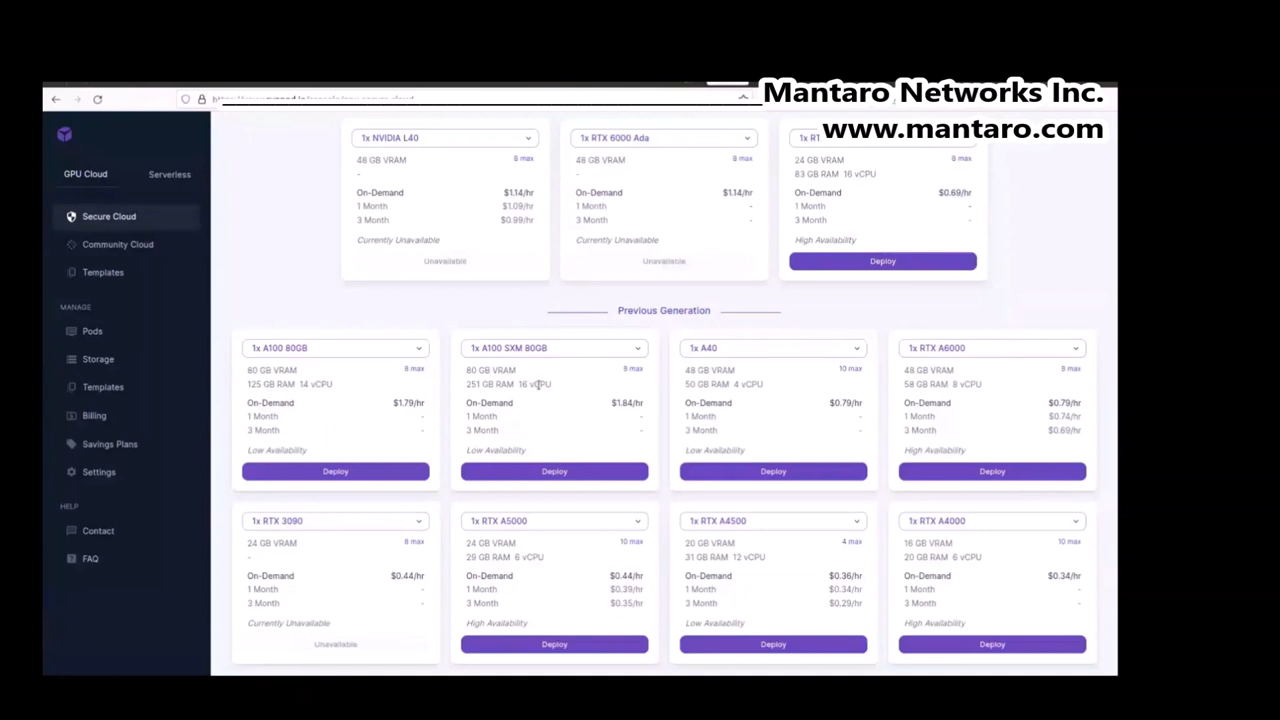 Mantaro Networks Inc.
www.mantaro.com
GPU Cloud Serverless
Secure Cloud
Community Cloud
Templates
MANAGE
Pods
Storage
Templates
Billing
Savings Plans
Settings
HELP
Contact
FAQ
1x NVIDIA L40
48 GB VRAM 8 max
-
On-Demand $1.14/hr
1 Month $1.09/hr
3 Month $0.99/hr
Currently Unavailable
Unavailable
1x RTX 6000 Ada
48 GB VRAM 8 max
-
On-Demand $1.14/hr
1 Month -
3 Month -
Currently Unavailable
Unavailable
1x RT
24 GB VRAM 8 max
83 GB RAM 16 vCPU
On-Demand $0.69/hr
1 Month -
3 Month -
High Availability
Deploy
Previous Generation
1x A100 80GB
80 GB VRAM 8 max
125 GB RAM 14 vCPU
On-Demand $1.79/hr
1 Month -
3 Month -
Low Availability
Deploy
1x A100 SXM 80GB
80 GB VRAM 8 max
251 GB RAM 16 vCPU
On-Demand $1.84/hr
1 Month -
3 Month -
Low Availability
Deploy
1x A40
48 GB VRAM 10 max
50 GB RAM 4 vCPU
On-Demand $0.79/hr
1 Month -
3 Month -
Low Availability
Deploy
1x RTX A6000
48 GB VRAM 8 max
58 GB RAM 8 vCPU
On-Demand $0.79/hr
1 Month $0.74/hr
3 Month $0.69/hr
High Availability
Deploy
1x RTX 3090
24 GB VRAM 8 max
-
On-Demand $0.44/hr
1 Month -
3 Month -
Currently Unavailable
Unavailable
1x RTX A5000
24 GB VRAM 10 max
29 GB RAM 6 vCPU
On-Demand $0.44/hr
1 Month $0.39/hr
3 Month $0.35/hr
High Availability
Deploy
1x RTX A4500
20 GB VRAM 4 max
31 GB RAM 12 vCPU
On-Demand $0.36/hr
1 Month $0.34/hr
3 Month $0.29/hr
Low Availability
Deploy
1x RTX A4000
16 GB VRAM 10 max
20 GB RAM 6 vCPU
On-Demand $0.34/hr
1 Month -
3 Month -
High Availability
Deploy